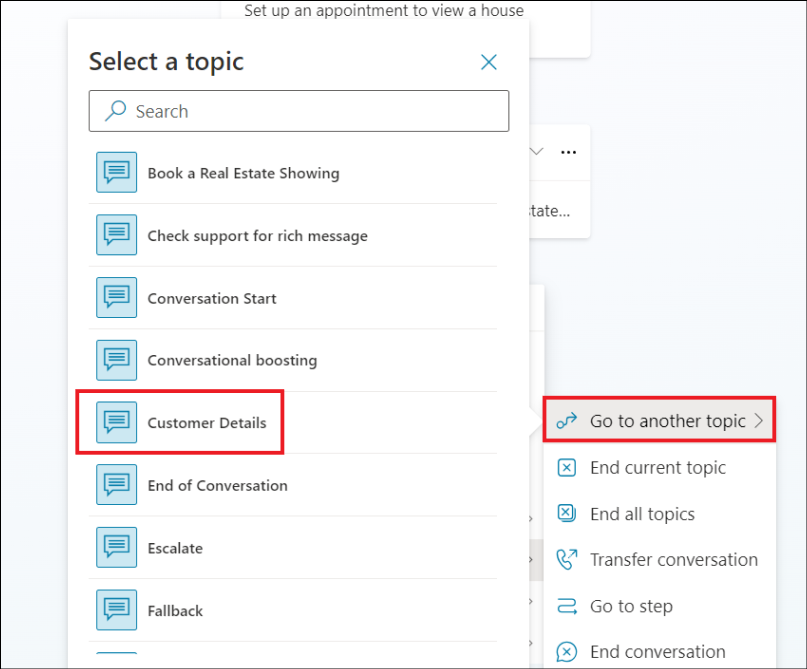 Set up an appointment to view a house
Select a topic
Search
Book a Real Estate Showing
Check support for rich message
Conversation Start
Conversational boosting
Customer Details
End of Conversation
Escalate
Fallback
state...
Go to another topic
End current topic
End all topics
Transfer conversation
Go to step
End conversation